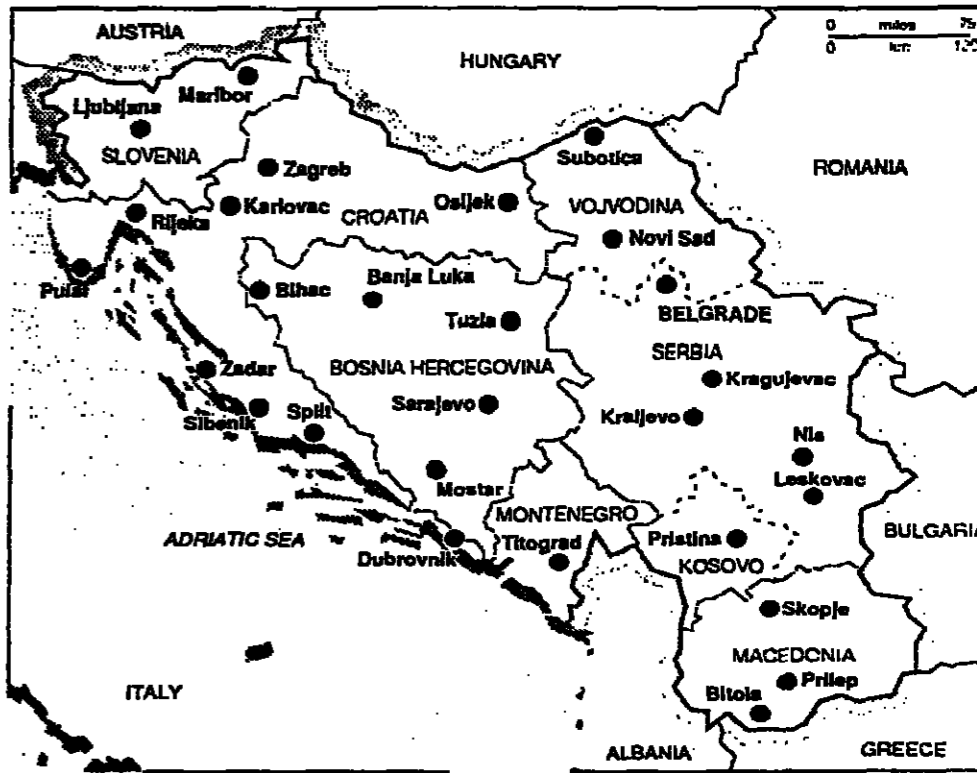 AUSTRIA
0 miles 75
0 km 120
HUNGARY
Maribor
Ljubljana
SLOVENIA
Subotica
ROMANIA
Zagreb
Karlovac
CROATIA
Osijek
VOJVODINA
Rijeka
Novi Sad
Pula
Bihac
Banja Luka
BELGRADE
Tuzla
SERBIA
BOSNIA HERCEGOVINA
Zadar
Kragujevac
Sibenik
Split
Sarajevo
Kraljevo
Nis
Leskovac
Mostar
MONTENEGRO
ADRIATIC SEA
Dubrovnik
Titograd
Pristina
KOSOVO
BULGARIA
Skopje
MACEDONIA
ITALY
Bitola
Prilep
ALBANIA
GREECE